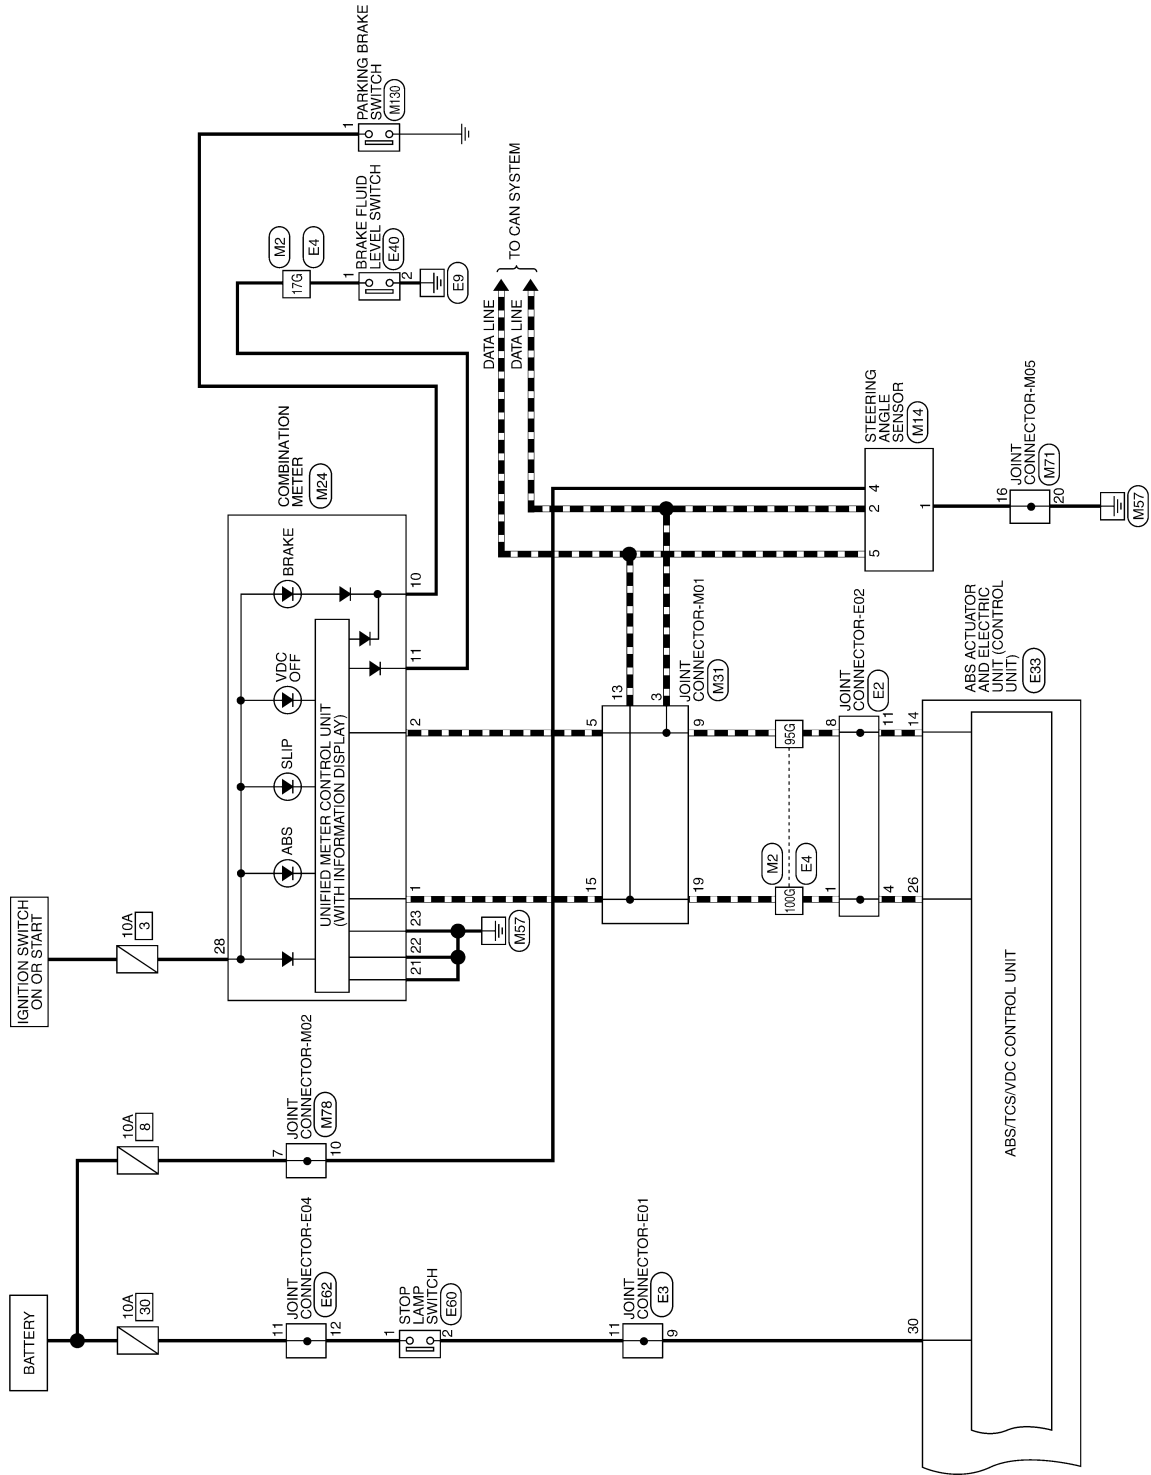 BATTERY
10A
30
11
JOINT
CONNECTOR-E04
E62
12
1
STOP
LAMP
SWITCH
E60
2
11
JOINT
CONNECTOR-E01
E3
9
30
10A
8
7
JOINT
CONNECTOR-M02
M78
10
IGNITION SWITCH
ON OR START
10A
3
28
ABS
SLIP
VDC
OFF
BRAKE
COMBINATION
METER
M24
UNIFIED METER CONTROL UNIT
(WITH INFORMATION DISPLAY)
21
22
23
1
2
11
10
M57
15
5
13
3
JOINT
CONNECTOR-M01
M31
19
9
M2
E4
100G
95G
1
8
JOINT
CONNECTOR-E02
E2
4
11
26
14
ABS ACTUATOR
AND ELECTRIC
UNIT (CONTROL
UNIT)
E33
ABS/TCS/VDC CONTROL UNIT
M2
E4
17G
1
BRAKE FLUID
LEVEL SWITCH
E40
2
E9
1
PARKING BRAKE
SWITCH
M130
DATA LINE
DATA LINE
TO CAN SYSTEM
5
2
4
STEERING
ANGLE
SENSOR
M14
1
16
JOINT
CONNECTOR-M05
M71
20
M57